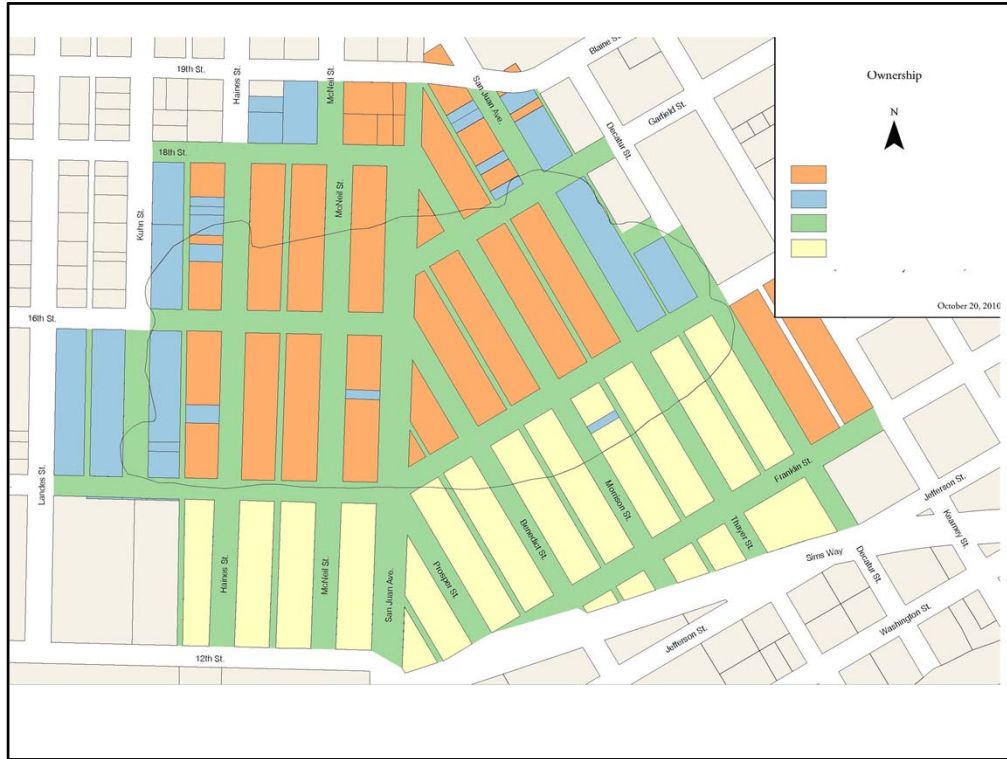 Ownership
N
October 20, 2010
Blaine St.
19th St.
Haines St.
McNeil St.
San Juan Ave.
Garfield St.
Decatur St.
18th St.
McNeil St.
Kuhn St.
16th St.
Landes St.
Franklin St.
Jefferson St.
Morrison St.
Benedict St.
Thayer St.
Kearney St.
Sims Way
Decatur St.
Haines St.
McNeil St.
San Juan Ave.
Prosper St.
Washington St.
Jefferson St.
12th St.